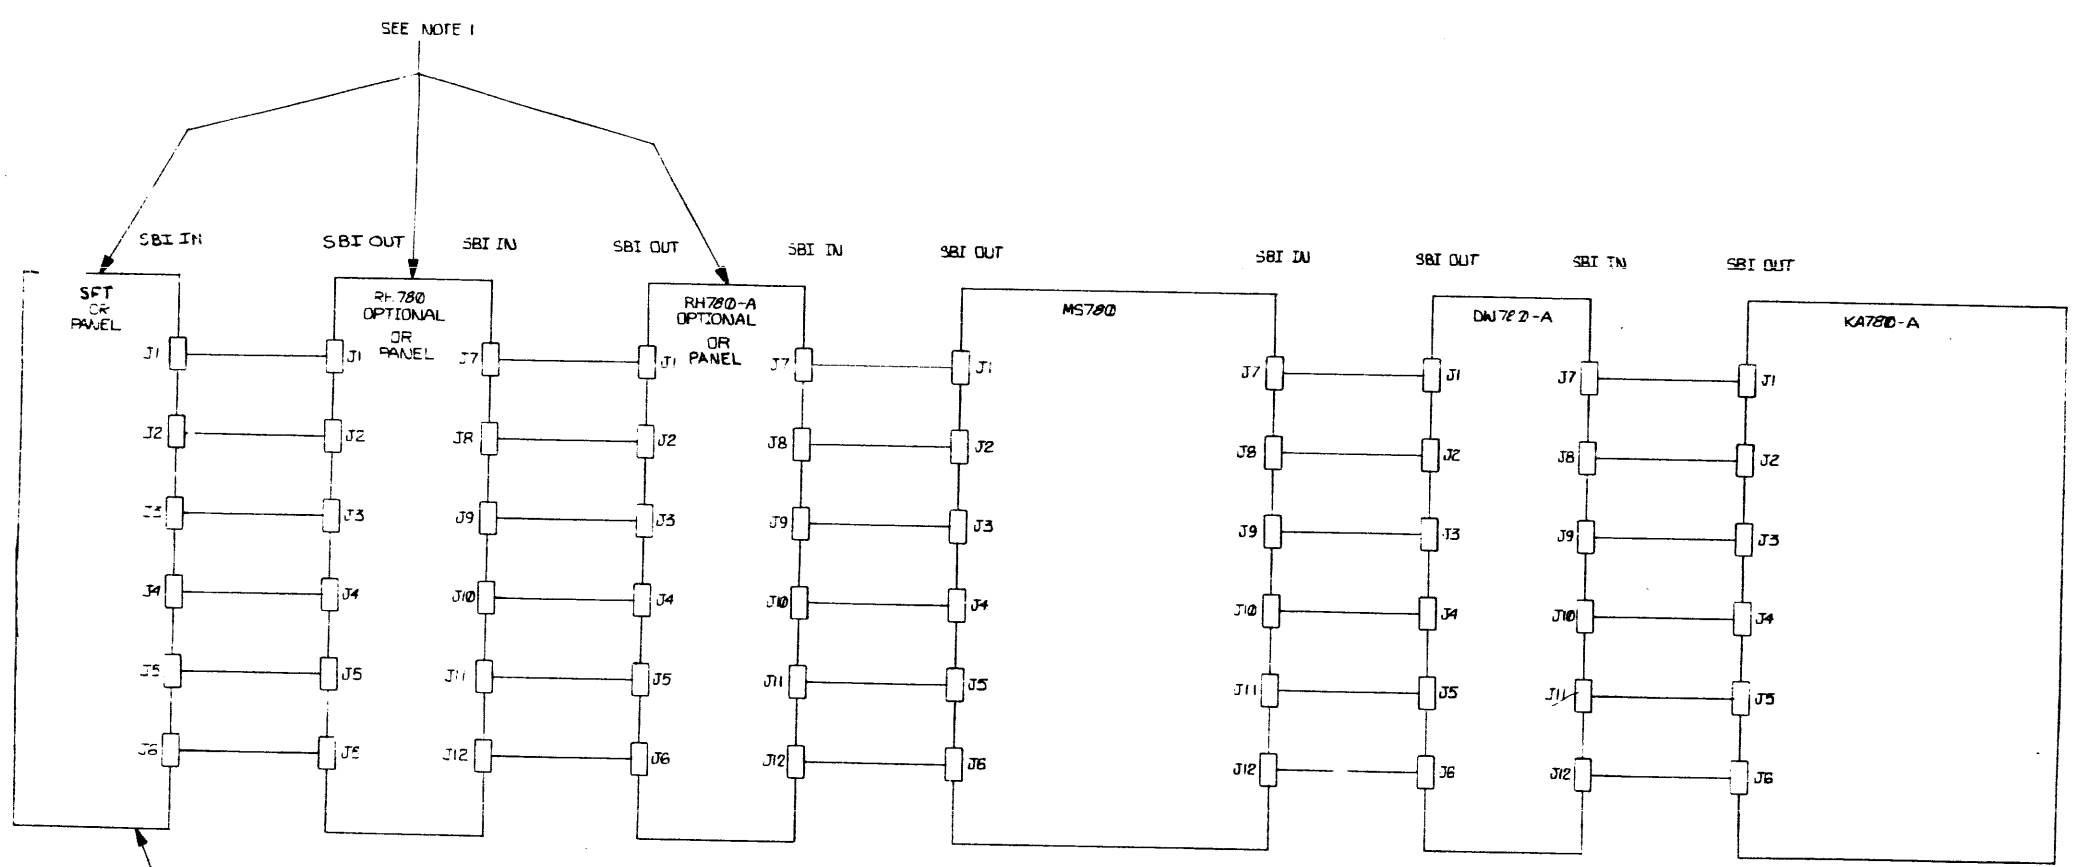 SEE NOTE 1
SBI IN
SBI OUT
SBI IN
SBI OUT
SBI IN
SBI OUT
SBI IN
SBI OUT
SBI IN
SBI OUT
SFT
OR
PANEL
RH780
OPTIONAL
OR
PANEL
RH780-A
OPTIONAL
OR
PANEL
MS780
DW780-A
KA780-A
J1 J1 J7 J1 J7 J1 J7 J1 J7 J1
J2 J2 J8 J2 J8 J2 J8 J2 J8 J2
J3 J3 J9 J3 J9 J3 J9 J3 J9 J3
J4 J4 J10 J4 J10 J4 J10 J4 J10 J4
J5 J5 J11 J5 J11 J5 J11 J5 J11 J5
J6 J6 J12 J6 J12 J6 J12 J6 J12 J6